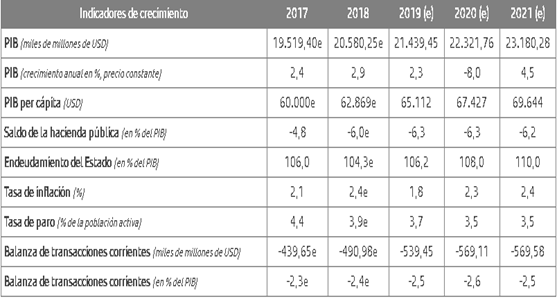 Indicadores de crecimiento 2017 2018 2019 (e) 2020 (e) 2021 (e)
PIB (miles de millones de USD) 19.519,40e 20.580,25e 21.439,45 22.321,76 23.180,28
PIB (crecimiento anual en %, precio constante) 2,4 2,9 2,3 -8,0 4,5
PIB per cápita (USD) 60.000e 62.869e 65.112 67.427 69.644
Saldo de la hacienda pública (en % del PIB) -4,8 -6,0e -6,3 -6,3 -6,2
Endeudamiento del Estado (en % del PIB) 106,0 104,3e 106,2 108,0 110,0
Tasa de inflación (%) 2,1 2,4e 1,8 2,3 2,4
Tasa de paro (% de la población activa) 4,4 3,9e 3,7 3,5 3,5
Balanza de transacciones corrientes (miles de millones de USD) -439,65e -490,98e -539,45 -569,11 -569,58
Balanza de transacciones corrientes (en % del PIB) -2,3e -2,4e -2,5 -2,6 -2,5